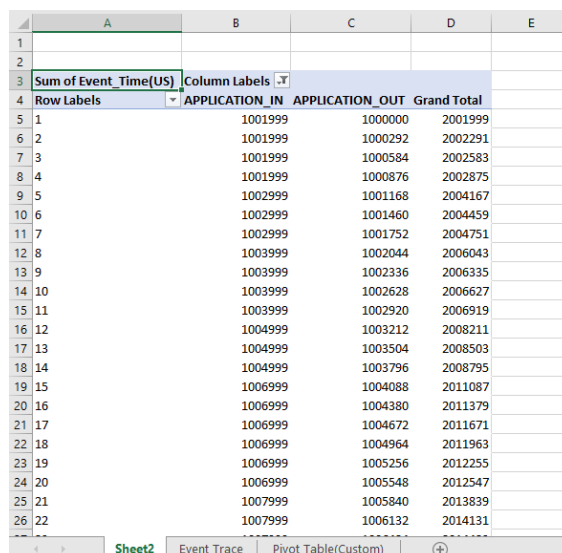 A B C D E
1
2
3 Sum of Event_Time(US) Column Labels
4 Row Labels APPLICATION_IN APPLICATION_OUT Grand Total
5 1 1001999 1000000 2001999
6 2 1001999 1000292 2002291
7 3 1001999 1000584 2002583
8 4 1001999 1000876 2002875
9 5 1002999 1001168 2004167
10 6 1002999 1001460 2004459
11 7 1002999 1001752 2004751
12 8 1003999 1002044 2006043
13 9 1003999 1002336 2006335
14 10 1003999 1002628 2006627
15 11 1003999 1002920 2006919
16 12 1004999 1003212 2008211
17 13 1004999 1003504 2008503
18 14 1004999 1003796 2008795
19 15 1006999 1004088 2011087
20 16 1006999 1004380 2011379
21 17 1006999 1004672 2011671
22 18 1006999 1004964 2011963
23 19 1006999 1005256 2012255
24 20 1006999 1005548 2012547
25 21 1007999 1005840 2013839
26 22 1007999 1006132 2014131
Sheet2 Event Trace Pivot Table(Custom)